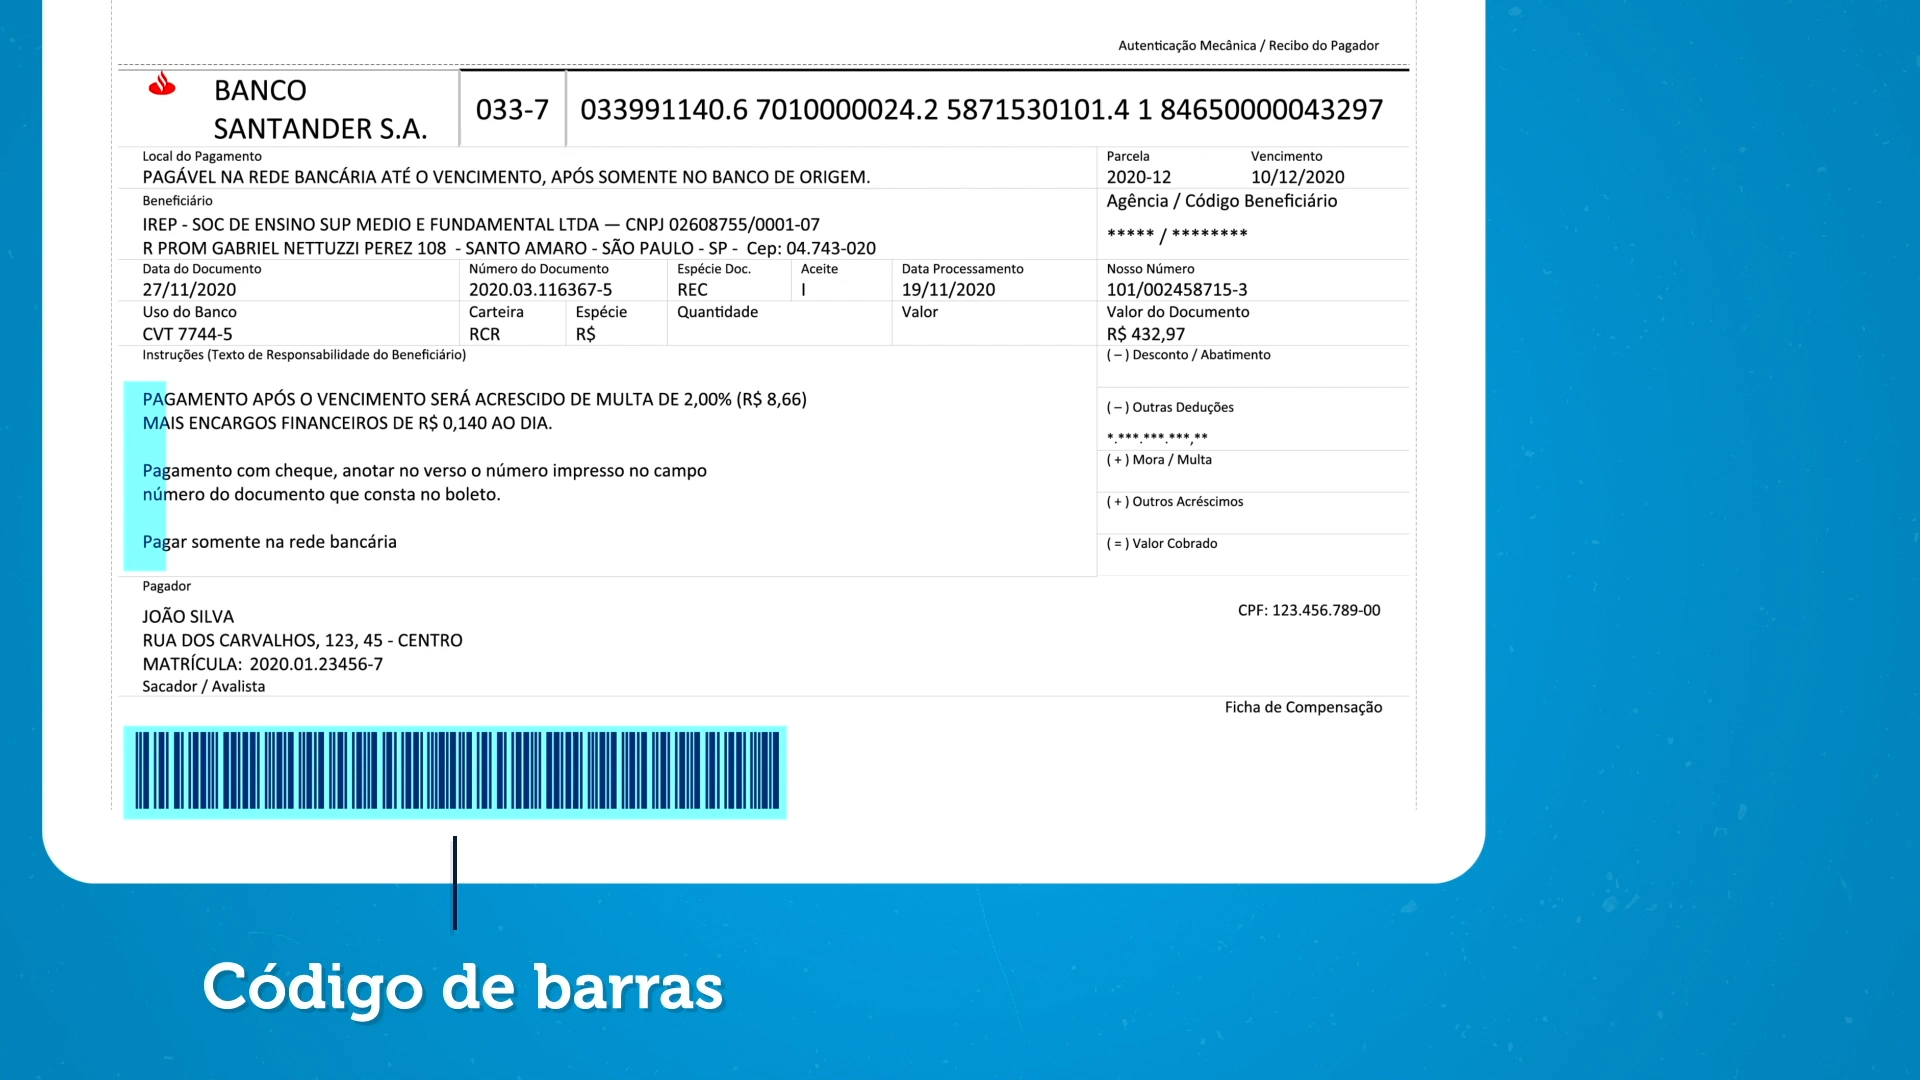 Autenticação Mecânica / Recibo do Pagador
BANCO
SANTANDER S.A.
033-7
033991140.6 7010000024.2 5871530101.4 1 84650000043297
Local do Pagamento
PAGÁVEL NA REDE BANCÁRIA ATÉ O VENCIMENTO, APÓS SOMENTE NO BANCO DE ORIGEM.
Parcela
2020-12
Vencimento
10/12/2020
Beneficiário
IREP - SOC DE ENSINO SUP MEDIO E FUNDAMENTAL LTDA — CNPJ 02608755/0001-07
R PROM GABRIEL NETTUZZI PEREZ 108 - SANTO AMARO - SÃO PAULO - SP - Cep: 04.743-020
Agência / Código Beneficiário
***** / ********
Data do Documento
27/11/2020
Número do Documento
2020.03.116367-5
Espécie Doc.
REC
Aceite
I
Data Processamento
19/11/2020
Nosso Número
101/002458715-3
Uso do Banco
CVT 7744-5
Carteira
RCR
Espécie
R$
Quantidade
Valor
Valor do Documento
R$ 432,97
Instruções (Texto de Responsabilidade do Beneficiário)
PAGAMENTO APÓS O VENCIMENTO SERÁ ACRESCIDO DE MULTA DE 2,00% (R$ 8,66)
MAIS ENCARGOS FINANCEIROS DE R$ 0,140 AO DIA.
Pagamento com cheque, anotar no verso o número impresso no campo
número do documento que consta no boleto.
Pagar somente na rede bancária
( – ) Desconto / Abatimento
( – ) Outras Deduções
*.***.***.***,**
( + ) Mora / Multa
( + ) Outros Acréscimos
( = ) Valor Cobrado
Pagador
JOÃO SILVA
RUA DOS CARVALHOS, 123, 45 - CENTRO
MATRÍCULA: 2020.01.23456-7
CPF: 123.456.789-00
Sacador / Avalista
Ficha de Compensação
Código de barras